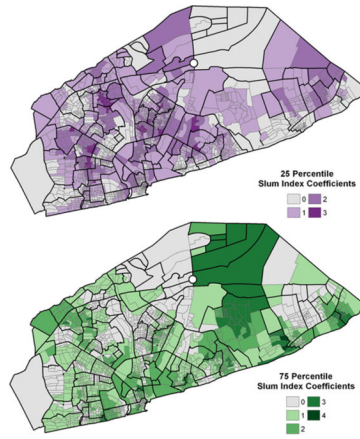 25 Percentile
Slum Index Coefficients
0 2
1 3
75 Percentile
Slum Index Coefficients
0 3
1 4
2